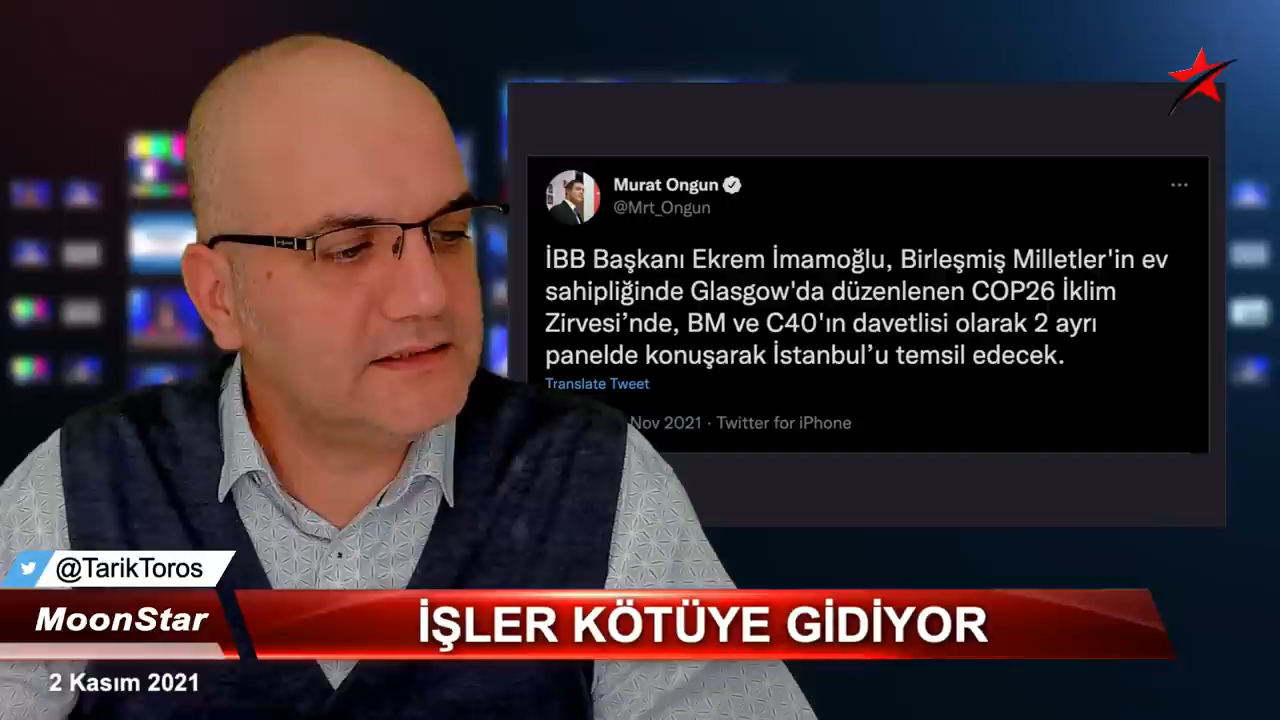 Murat Ongun
@Mrt_Ongun
İBB Başkanı Ekrem İmamoğlu, Birleşmiş Milletler'in ev
sahipliğinde Glasgow'da düzenlenen COP26 İklim
Zirvesi’nde, BM ve C40'ın davetlisi olarak 2 ayrı
panelde konuşarak İstanbul’u temsil edecek.
Translate Tweet
Nov 2021 · Twitter for iPhone
@TarikToros
MoonStar
İŞLER KÖTÜYE GİDİYOR
2 Kasım 2021